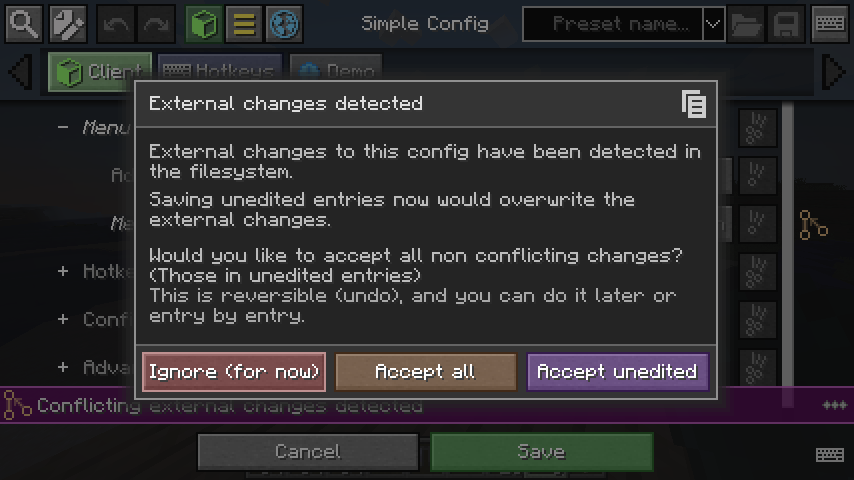 Simple Config
Preset name...
Client
Hotkeys
Demo
External changes detected
Menu
External changes to this config have been detected in
the filesystem.
Saving unedited entries now would overwrite the
external changes.
Would you like to accept all non conflicting changes?
(Those in unedited entries)
This is reversible (undo), and you can do it later or
entry by entry.
Ignore (for now)
Accept all
Accept unedited
Conflicting external changes detected
Cancel
Save